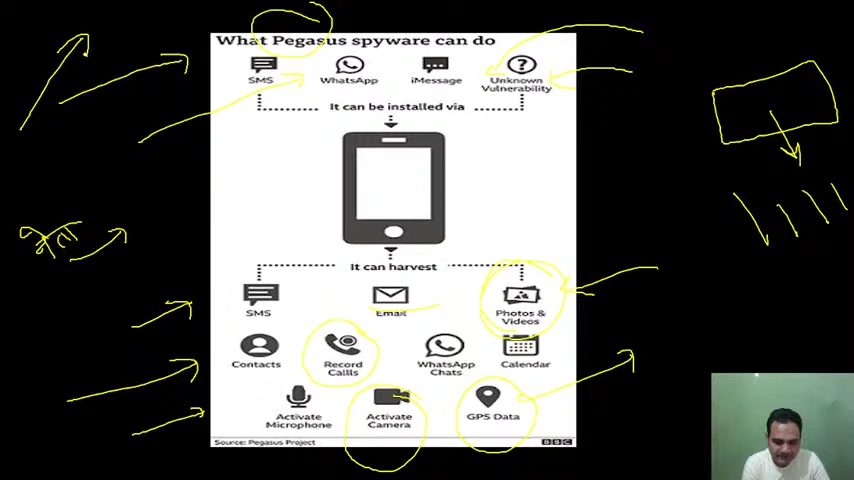 What Pegasus spyware can do
SMS
WhatsApp
iMessage
Unknown
Vulnerability
It can be installed via
It can harvest
SMS
Email
Photos &
Videos
Contacts
Record
Callls
WhatsApp
Chats
Calendar
Activate
Microphone
Activate
Camera
GPS Data
Source: Pegasus Project
BBC